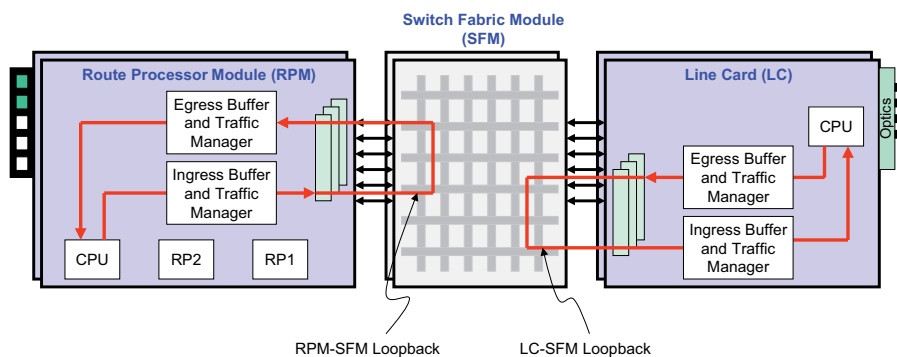 Switch Fabric Module
(SFM)
Route Processor Module (RPM)
Egress Buffer
and Traffic
Manager
Ingress Buffer
and Traffic
Manager
CPU
RP2
RP1
Line Card (LC)
CPU
Optics
Egress Buffer
and Traffic
Manager
Ingress Buffer
and Traffic
Manager
RPM-SFM Loopback
LC-SFM Loopback